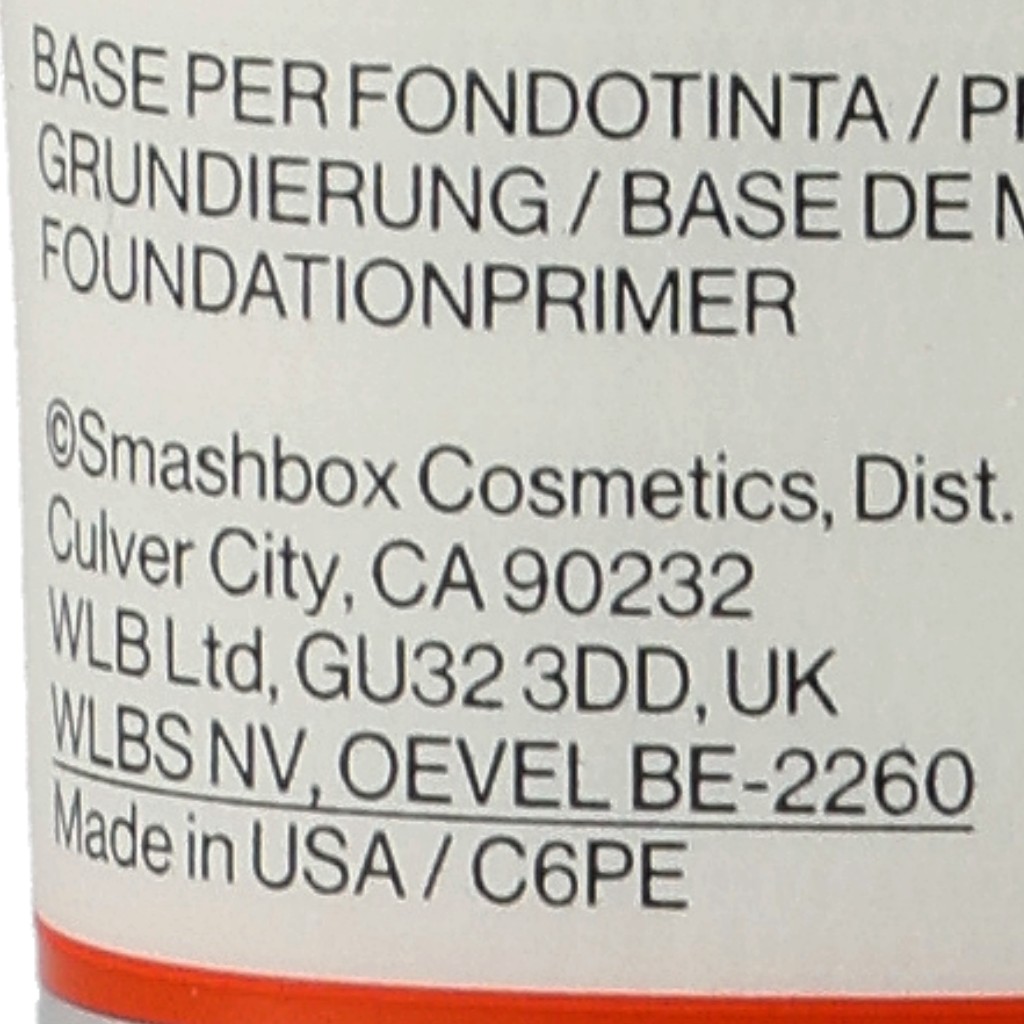 BASE PER FONDOTINTA /
GRUNDIERUNG / BASE DE
FOUNDATIONPRIMER
©Smashbox Cosmetics, Dist.
Culver City, CA 90232
WLB Ltd, GU32 3DD, UK
WLBS NV, OEVEL BE-2260
Made in USA / C6PE